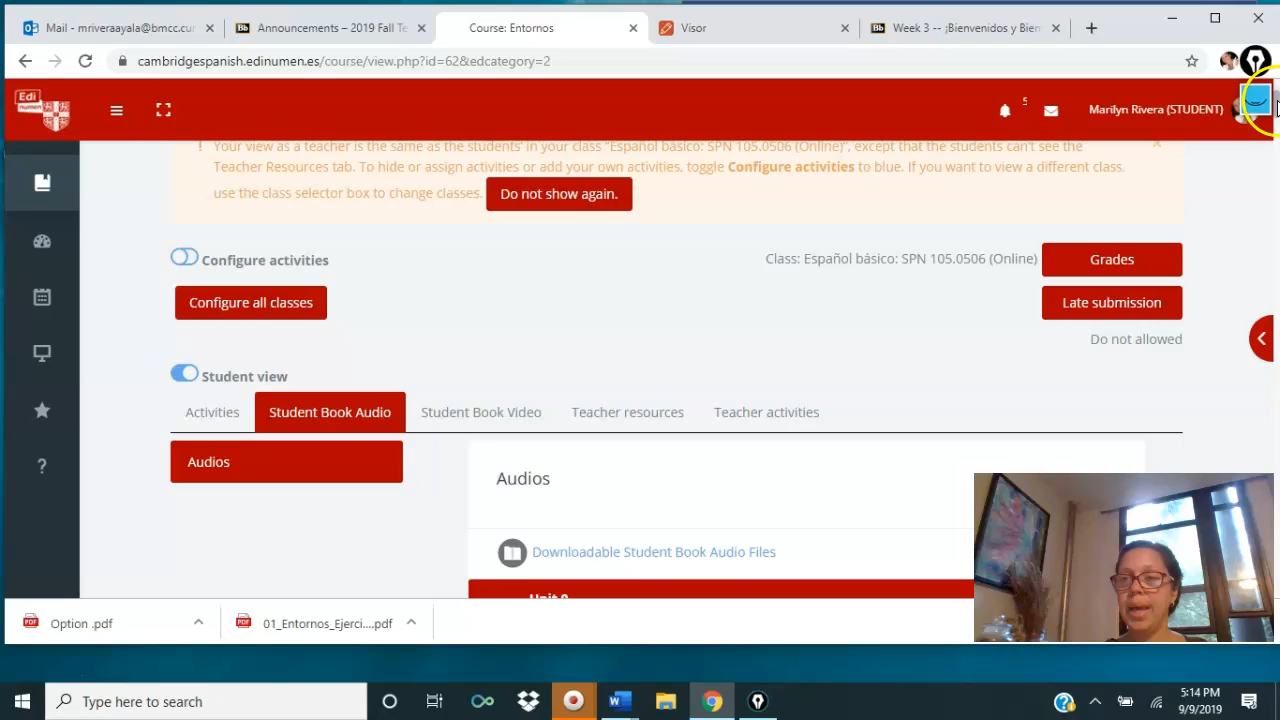 Mail - mriveraayala@bmcc.cur
Announcements – 2019 Fall Te
Course: Entornos
Visor
Week 3 -- ¡Bienvenidos y Bien
cambridgespanish.edinumen.es/course/view.php?id=62&edcategory=2
Edi
numen
5
Marilyn Rivera (STUDENT)
! Your view as a teacher is the same as the students' in your class "Español básico: SPN 105.0506 (Online)", except that the students can't see the
Teacher Resources tab. To hide or assign activities or add your own activities, toggle Configure activities to blue. If you want to view a different class,
use the class selector box to change classes. Do not show again.
Configure activities
Class: Español básico: SPN 105.0506 (Online) Grades
Configure all classes
Late submission
Do not allowed
Student view
Activities Student Book Audio Student Book Video Teacher resources Teacher activities
Audios
Audios
Downloadable Student Book Audio Files
Unit 0
Option .pdf
01_Entornos_Ejerci....pdf
Type here to search
5:14 PM
9/9/2019